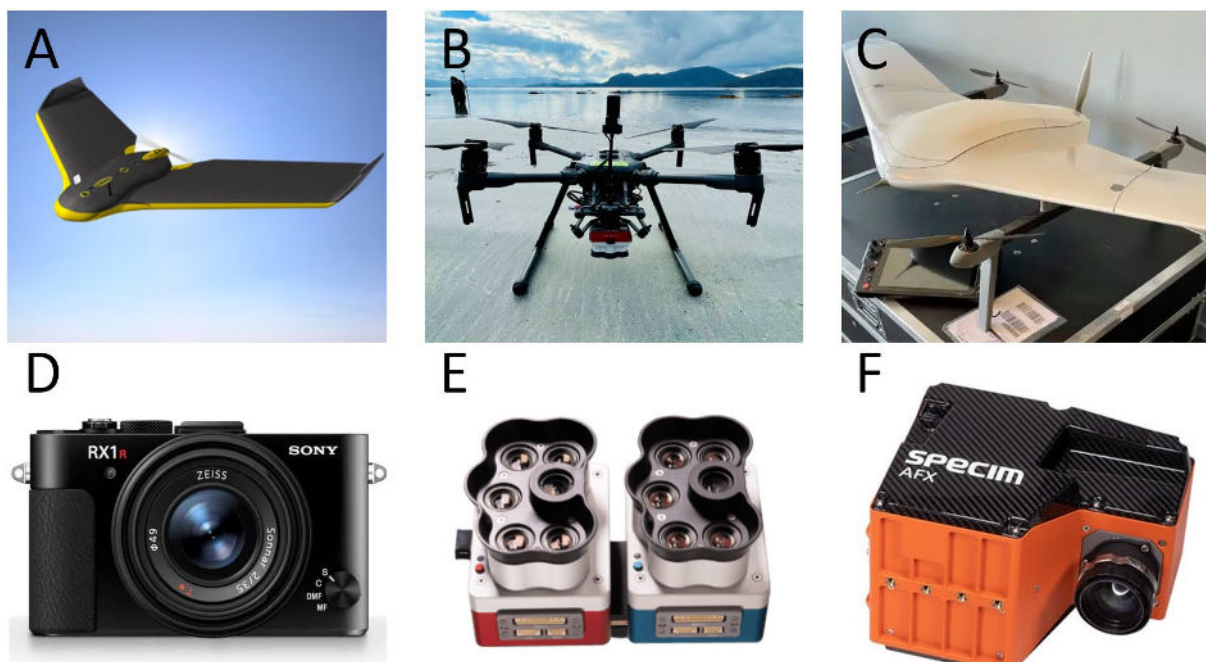 A
B
C
D
E
F
RX1R
SONY
ZEISS
Sonnar 2/35
Φ49
T*
S
C
DMF
MF
SPECIM
AFX